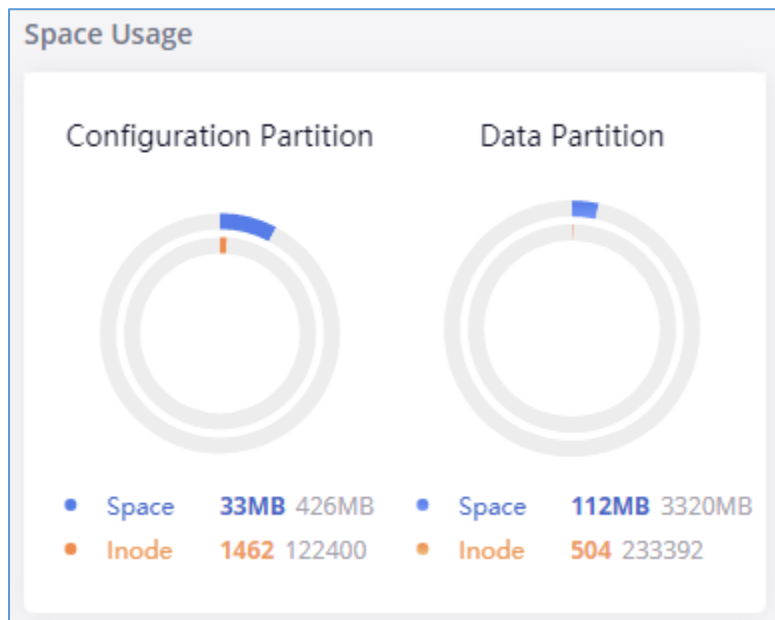 Space Usage
Configuration Partition
Data Partition
Space 33MB 426MB
Inode 1462 122400
Space 112MB 3320MB
Inode 504 233392